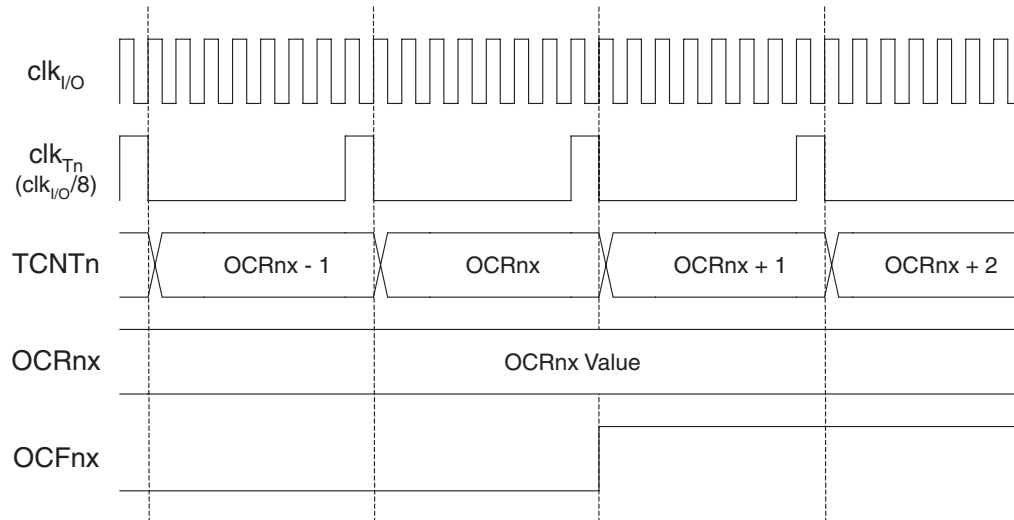 clkI/O
clkTn
(clkI/O/8)
TCNTn
OCRnx - 1
OCRnx
OCRnx + 1
OCRnx + 2
OCRnx
OCRnx Value
OCFnx